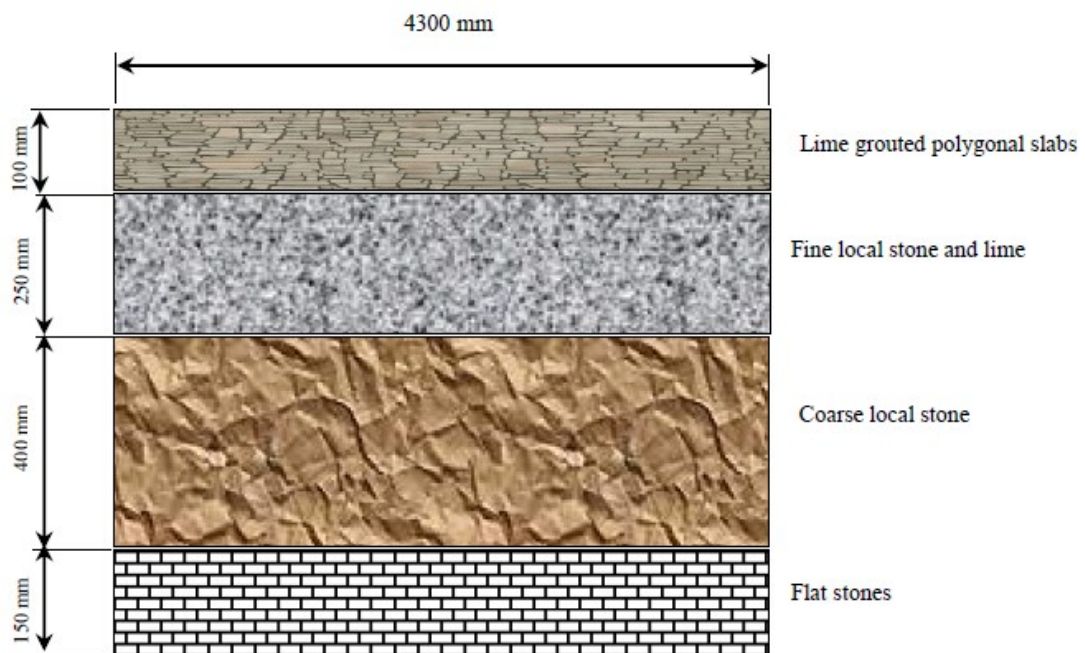 4300 mm
100 mm
Lime grouted polygonal slabs
250 mm
Fine local stone and lime
400 mm
Coarse local stone
150 mm
Flat stones